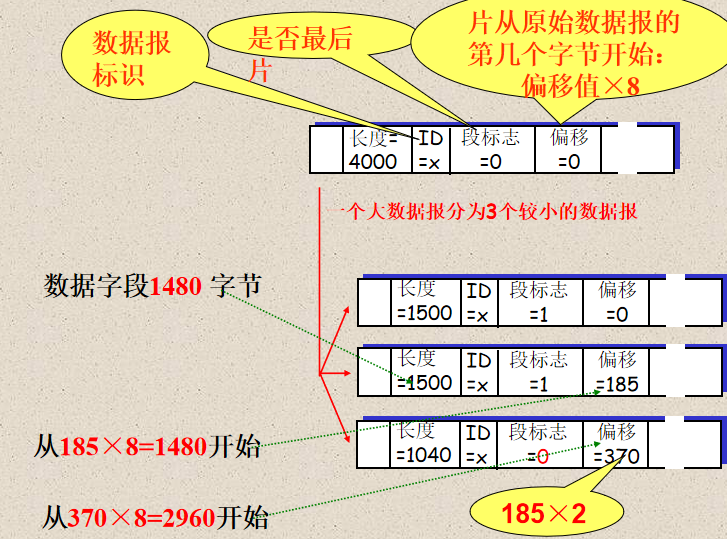 数据报
标识
是否最后
片
片从原始数据报的
第几个字节开始：
偏移值×8
长度= ID 段标志 偏移
4000 =x =0 =0
一个大数据报分为3个较小的数据报
数据字段1480 字节
长度 ID 段标志 偏移
=1500 =x =1 =0
长度 ID 段标志 偏移
=1500 =x =1 =185
长度 ID 段标志 偏移
=1040 =x =0 =370
从185×8=1480开始
从370×8=2960开始
185×2